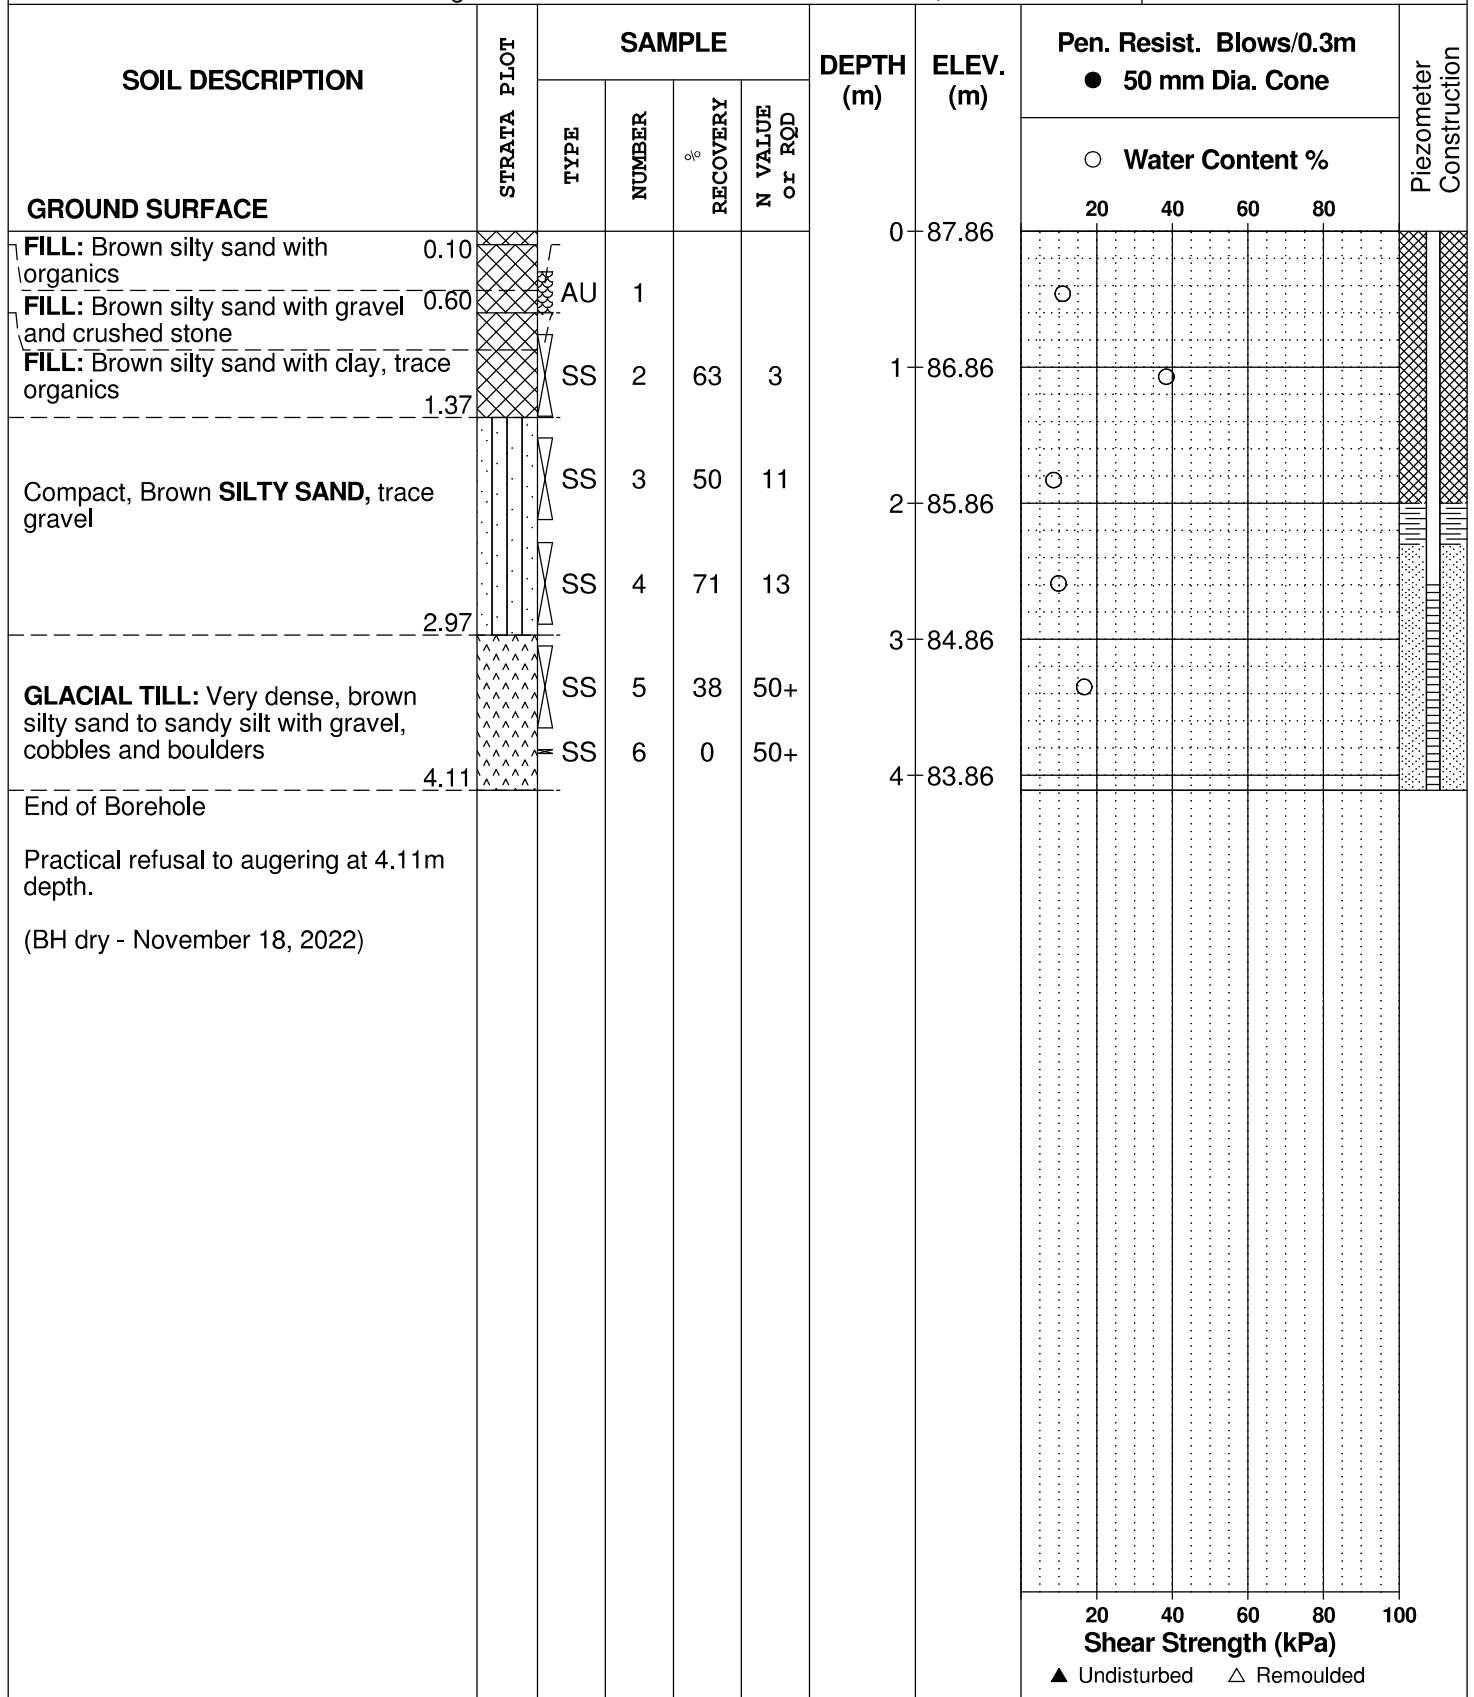 SOIL DESCRIPTION
GROUND SURFACE
STRATA PLOT
SAMPLE
TYPE
NUMBER
%
RECOVERY
N VALUE
or RQD
DEPTH
(m)
ELEV.
(m)
Pen. Resist. Blows/0.3m
● 50 mm Dia. Cone
○ Water Content %
20 40 60 80
Piezometer
Construction
FILL: Brown silty sand with 0.10
organics
FILL: Brown silty sand with gravel 0.60
and crushed stone
FILL: Brown silty sand with clay, trace
organics
1.37
Compact, Brown SILTY SAND, trace
gravel
2.97
GLACIAL TILL: Very dense, brown
silty sand to sandy silt with gravel,
cobbles and boulders
4.11
End of Borehole
Practical refusal to augering at 4.11m
depth.
(BH dry - November 18, 2022)
AU 1
SS 2 63 3
SS 3 50 11
SS 4 71 13
SS 5 38 50+
SS 6 0 50+
0 87.86
1 86.86
2 85.86
3 84.86
4 83.86
20 40 60 80 100
Shear Strength (kPa)
▲ Undisturbed △ Remoulded